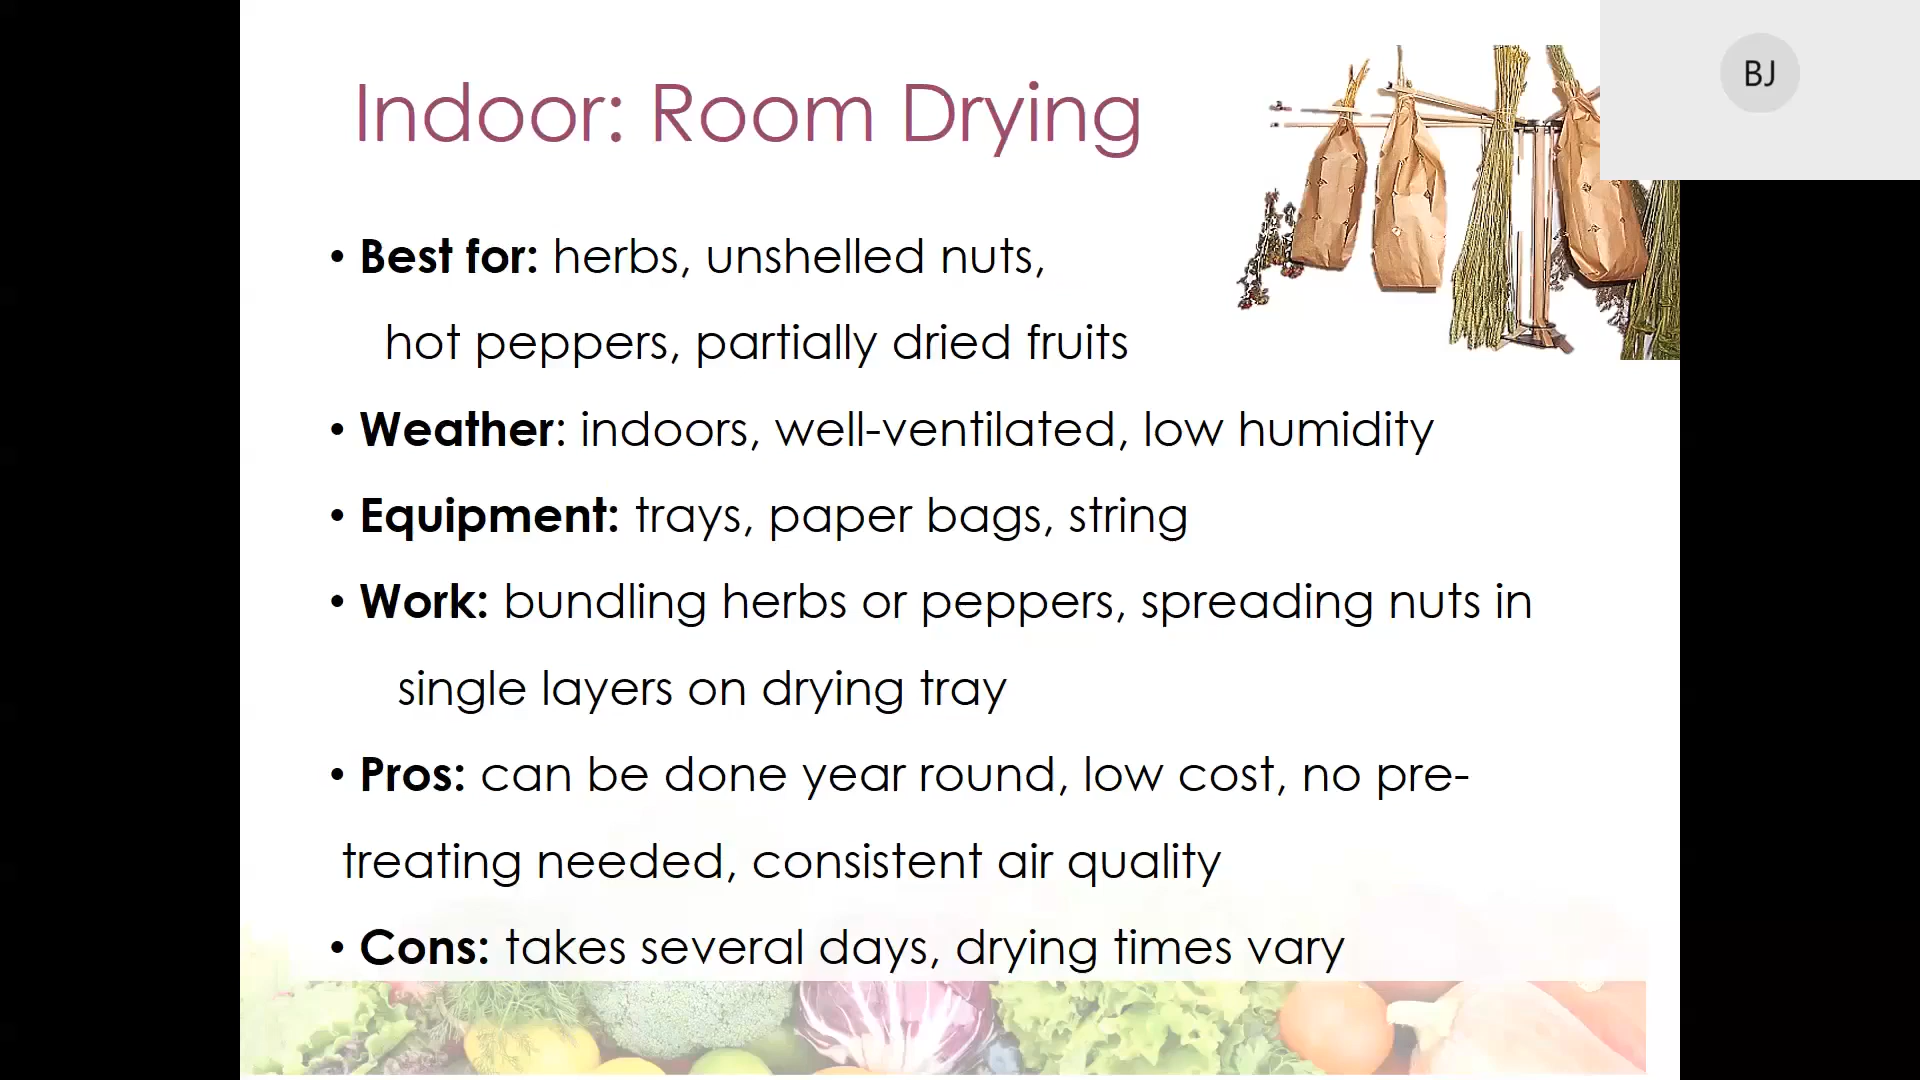 Indoor: Room Drying
BJ
• Best for: herbs, unshelled nuts,
hot peppers, partially dried fruits
• Weather: indoors, well-ventilated, low humidity
• Equipment: trays, paper bags, string
• Work: bundling herbs or peppers, spreading nuts in
single layers on drying tray
• Pros: can be done year round, low cost, no pre-
treating needed, consistent air quality
• Cons: takes several days, drying times vary